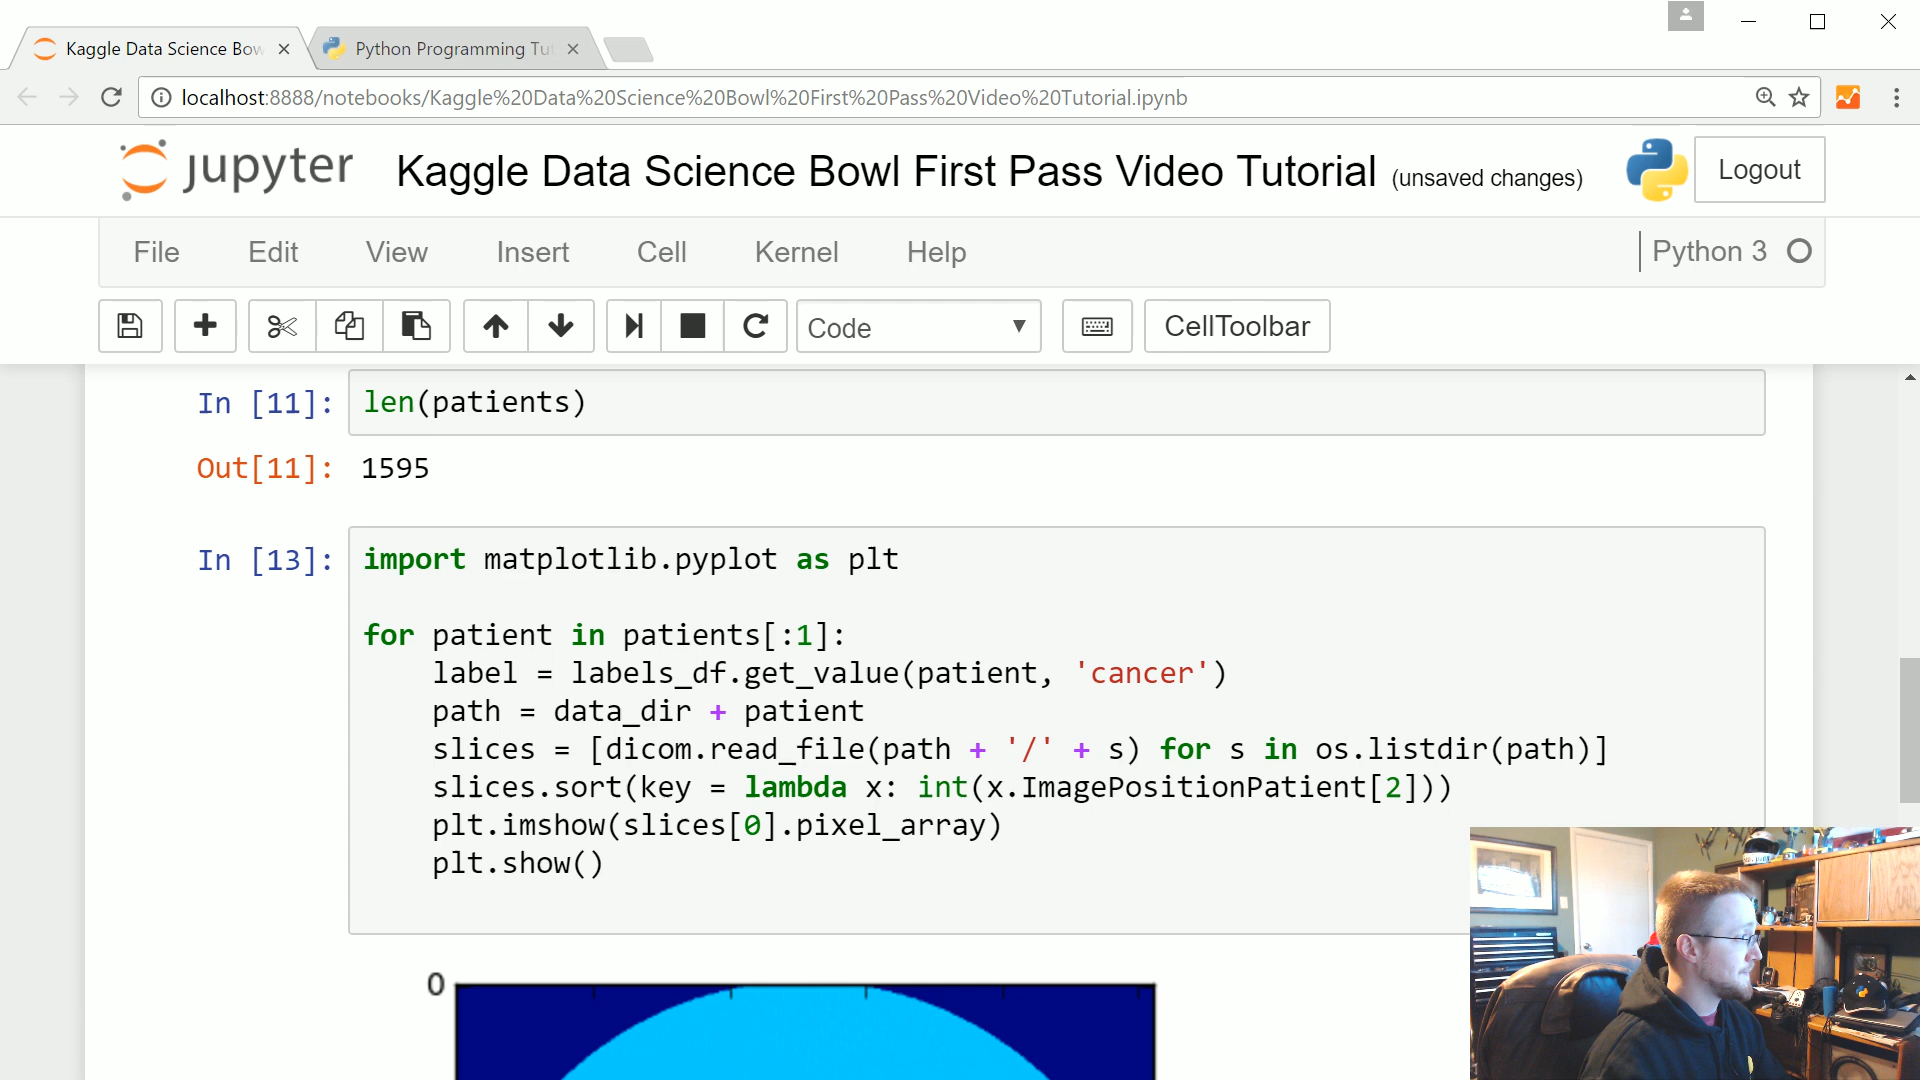 Kaggle Data Science Bow
Python Programming Tu
localhost:8888/notebooks/Kaggle%20Data%20Science%20Bowl%20First%20Pass%20Video%20Tutorial.ipynb
jupyter Kaggle Data Science Bowl First Pass Video Tutorial (unsaved changes) Logout
File Edit View Insert Cell Kernel Help Python 3
Code CellToolbar
In [11]: len(patients)
Out[11]: 1595
In [13]: import matplotlib.pyplot as plt
for patient in patients[:1]:
label = labels_df.get_value(patient, 'cancer')
path = data_dir + patient
slices = [dicom.read_file(path + '/' + s) for s in os.listdir(path)]
slices.sort(key = lambda x: int(x.ImagePositionPatient[2]))
plt.imshow(slices[0].pixel_array)
plt.show()
0